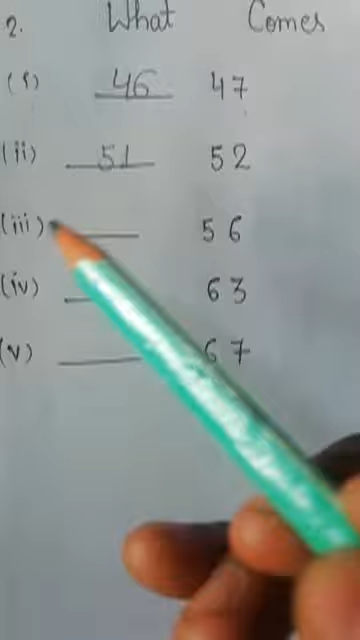 2. What Comes
(i) 46 47
(ii) 51 52
(iii) 56
(iv) 63
(v) 67